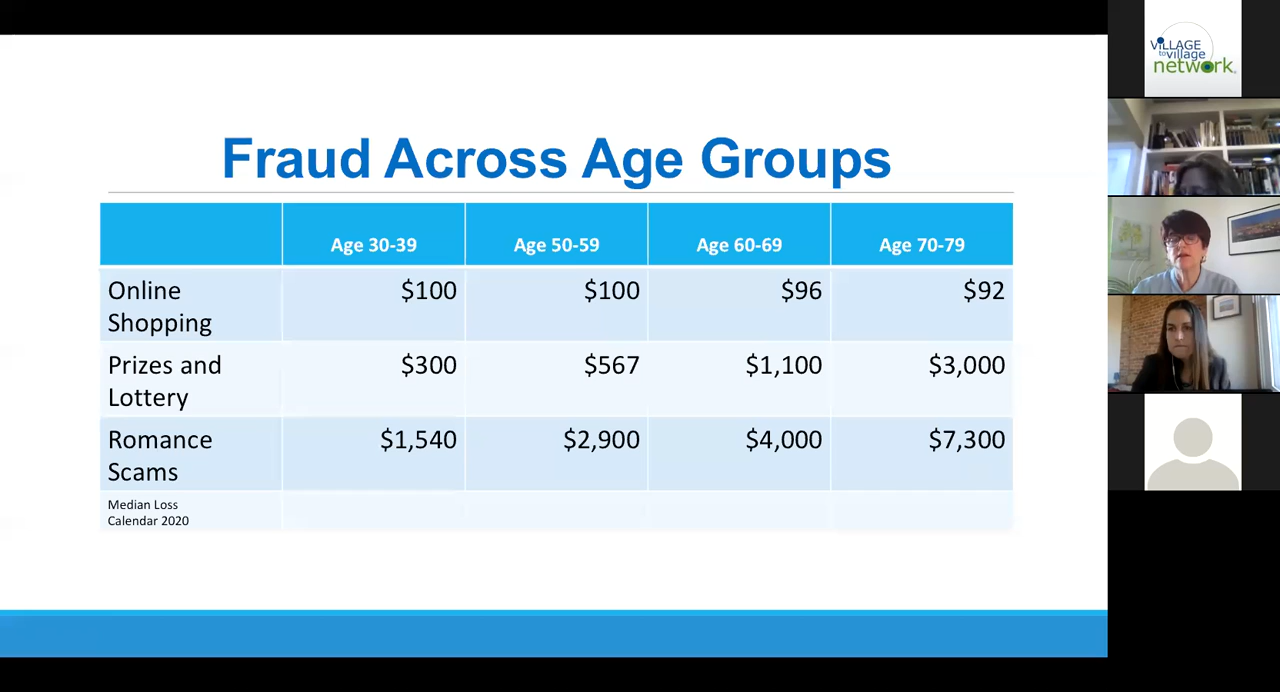 Fraud Across Age Groups
Age 30-39 Age 50-59 Age 60-69 Age 70-79
Online
Shopping
$100 $100 $96 $92
Prizes and
Lottery
$300 $567 $1,100 $3,000
Romance
Scams
$1,540 $2,900 $4,000 $7,300
Median Loss
Calendar 2020
ViLLAGE
to village
network